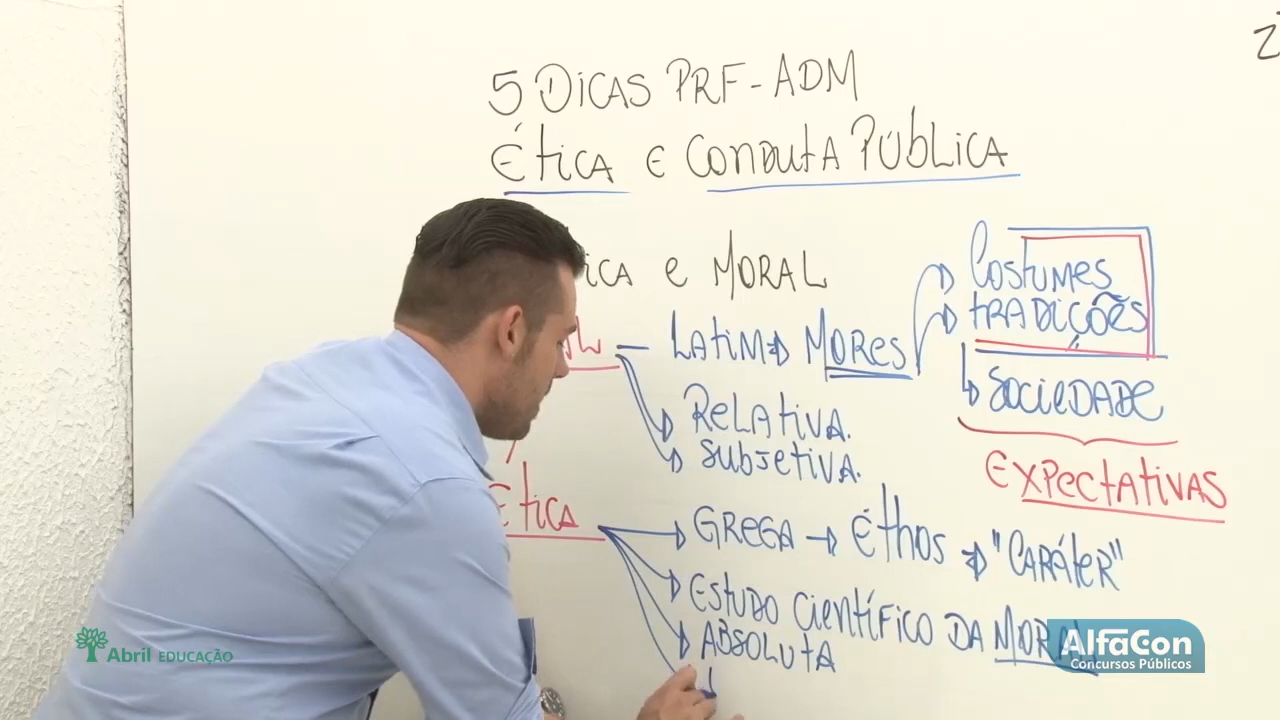 5 DICAS PRF-ADM
ÉTICA E CONDUTA PÚBLICA
E MORAL
LATIM MORES
COSTUMES
TRADIÇÕES
SOCIEDADE
RELATIVA.
SUBJETIVA.
EXPECTATIVAS
ÉTICA
GREGA → ÉTHOS → "CARÁTER"
ESTUDO CIENTÍFICO DA MORAL
ABSOLUTA
Abril EDUCAÇÃO
AlfaCon
Concursos Públicos